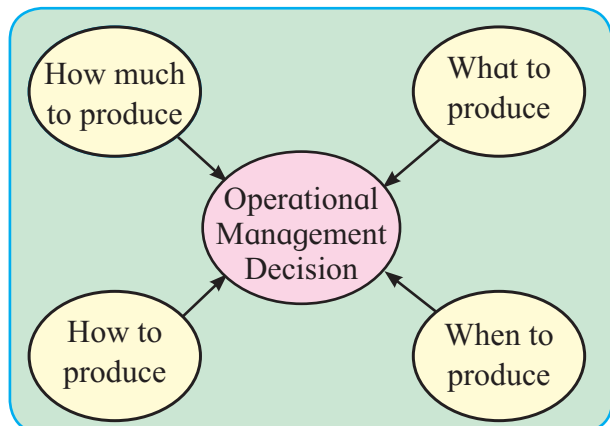 How much
to produce
What to
produce
Operational
Management
Decision
How to
produce
When to
produce